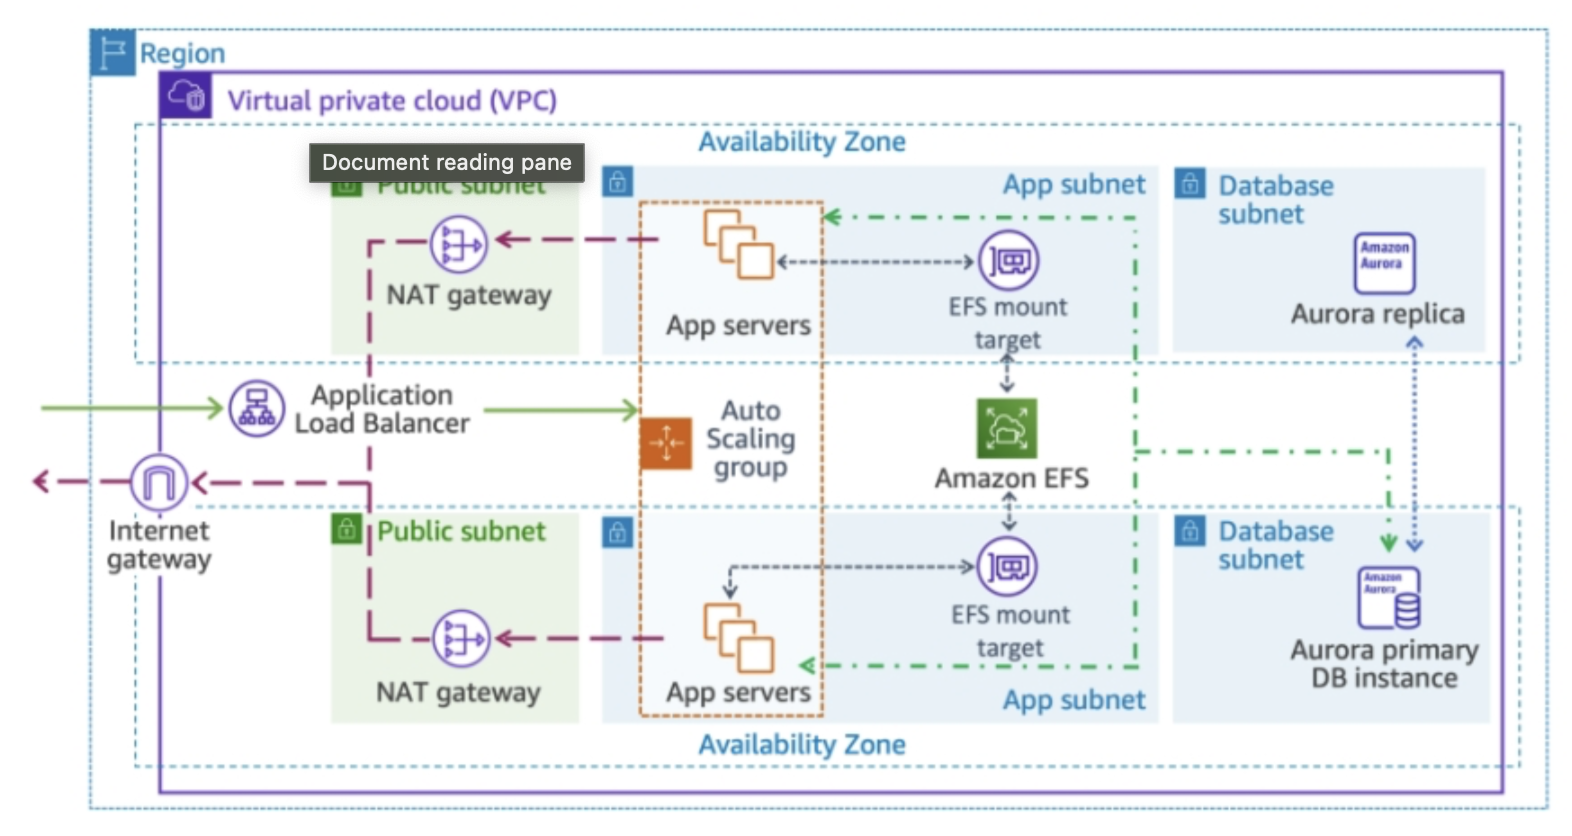 Region
Virtual private cloud (VPC)
Availability Zone
Document reading pane
Public subnet
App subnet
Database
subnet
Amazon
Aurora
NAT gateway
App servers
EFS mount
target
Aurora replica
Application
Load Balancer
Auto
Scaling
group
Amazon EFS
Internet
gateway
Public subnet
Database
subnet
Amazon
Aurora
EFS mount
target
Aurora primary
DB instance
NAT gateway
App servers
App subnet
Availability Zone